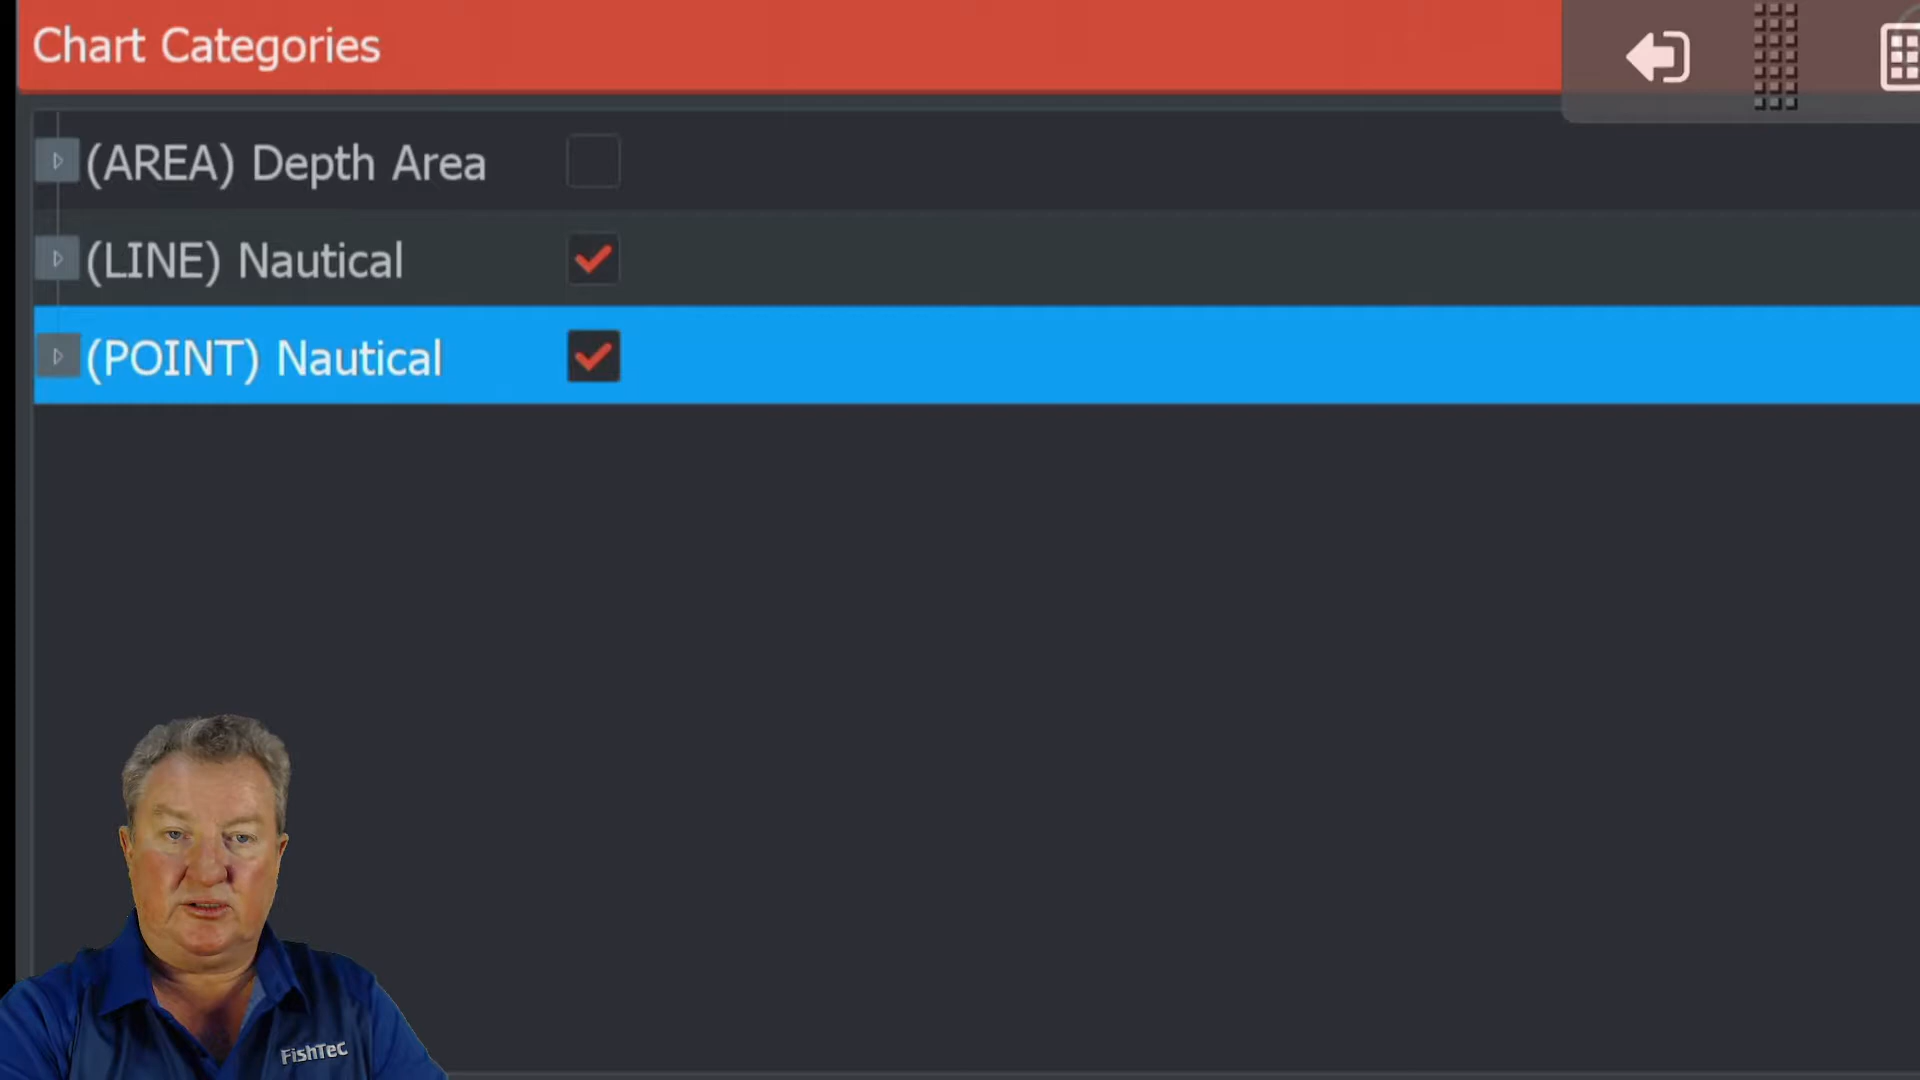 Chart Categories
(AREA) Depth Area
(LINE) Nautical
(POINT) Nautical
FishTec